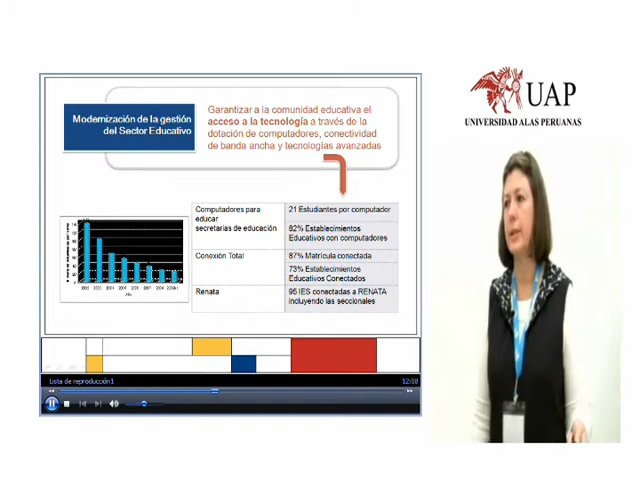 UAP
UNIVERSIDAD ALAS PERUANAS
Modernización de la gestión
del Sector Educativo
Garantizar a la comunidad educativa el
acceso a la tecnología a través de la
dotación de computadores, conectividad
de banda ancha y tecnologías avanzadas
Computadores para
educar
secretarias de educación
21 Estudiantes por computador
82% Establecimientos
Educativos con computadores
Conexión Total
87% Matrícula conectada
73% Establecimientos
Educativos Conectados
Renata
95 IES conectadas a RENATA
incluyendo las seccionales
Lista de reproducción1
12:08